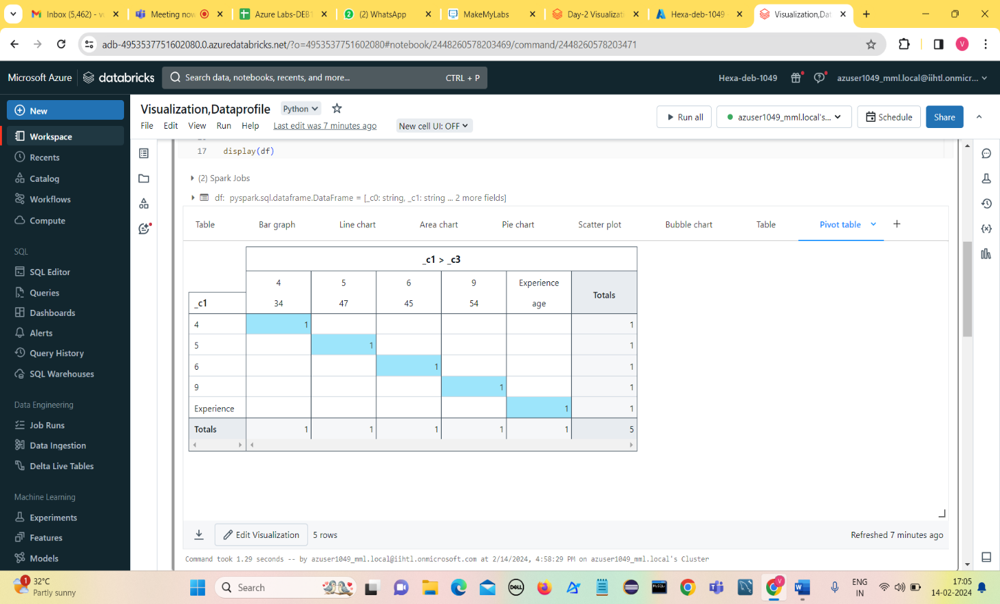 Inbox (5,462) - vu
Meeting now
Azure Labs-DEB1
(2) WhatsApp
MakeMyLabs
Day-2 Visualizati
Hexa-deb-1049 -
Visualization,Dat
adb-4953537751602080.0.azuredatabricks.net/?o=4953537751602080#notebook/2448260578203469/command/2448260578203471
V
Microsoft Azure
databricks
Search data, notebooks, recents, and more...
CTRL + P
Hexa-deb-1049
azuser1049_mml.local@iihtl.onmicr...
New
Workspace
Recents
Catalog
Workflows
Compute
SQL
SQL Editor
Queries
Dashboards
Alerts
Query History
SQL Warehouses
Data Engineering
Job Runs
Data Ingestion
Delta Live Tables
Machine Learning
Experiments
Features
Models
Visualization,Dataprofile
Python
File Edit View Run Help
Last edit was 7 minutes ago
New cell UI: OFF
Run all
azuser1049_mml.local's...
Schedule
Share
17 display(df)
(2) Spark Jobs
df: pyspark.sql.dataframe.DataFrame = [_c0: string, _c1: string ... 2 more fields]
Table Bar graph Line chart Area chart Pie chart Scatter plot Bubble chart Table Pivot table +
_c1 > _c3
4 5 6 9 Experience Totals
_c1 34 47 45 54 age
4 1 1
5 1 1
6 1 1
9 1 1
Experience 1 1
Totals 1 1 1 1 1 5
Edit Visualization
5 rows
Refreshed 7 minutes ago
Command took 1.29 seconds -- by azuser1049_mml.local@iihtl.onmicrosoft.com at 2/14/2024, 4:58:29 PM on azuser1049_mml.local's Cluster
1
32°C
Partly sunny
Search
DELL
MySQL
V
ENG
IN
17:05
14-02-2024